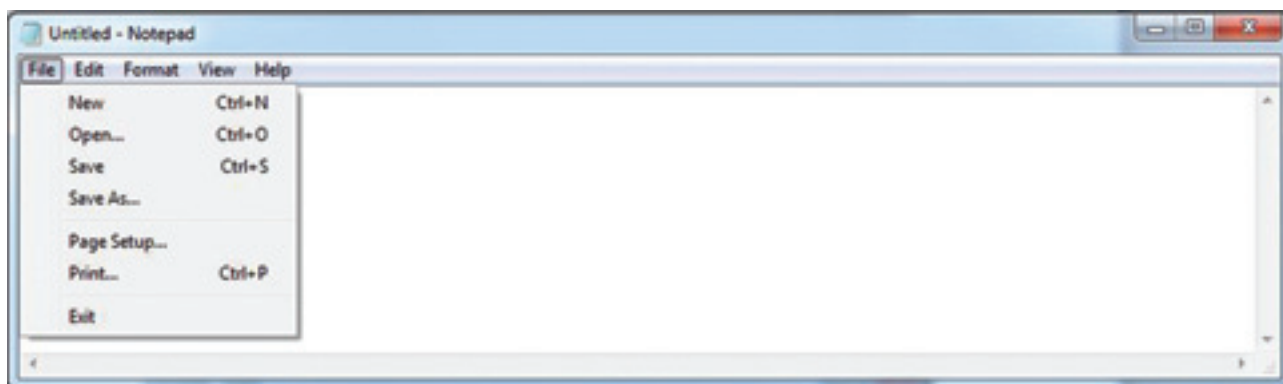 Untitled - Notepad
File Edit Format View Help
New Ctrl+N
Open... Ctrl+O
Save Ctrl+S
Save As...
Page Setup...
Print... Ctrl+P
Exit